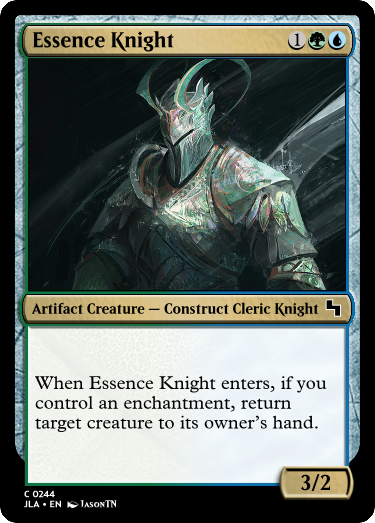 Essence Knight 1
Artifact Creature — Construct Cleric Knight
When Essence Knight enters, if you
control an enchantment, return
target creature to its owner's hand.
3/2
C 0244
JLA • EN JASONTN